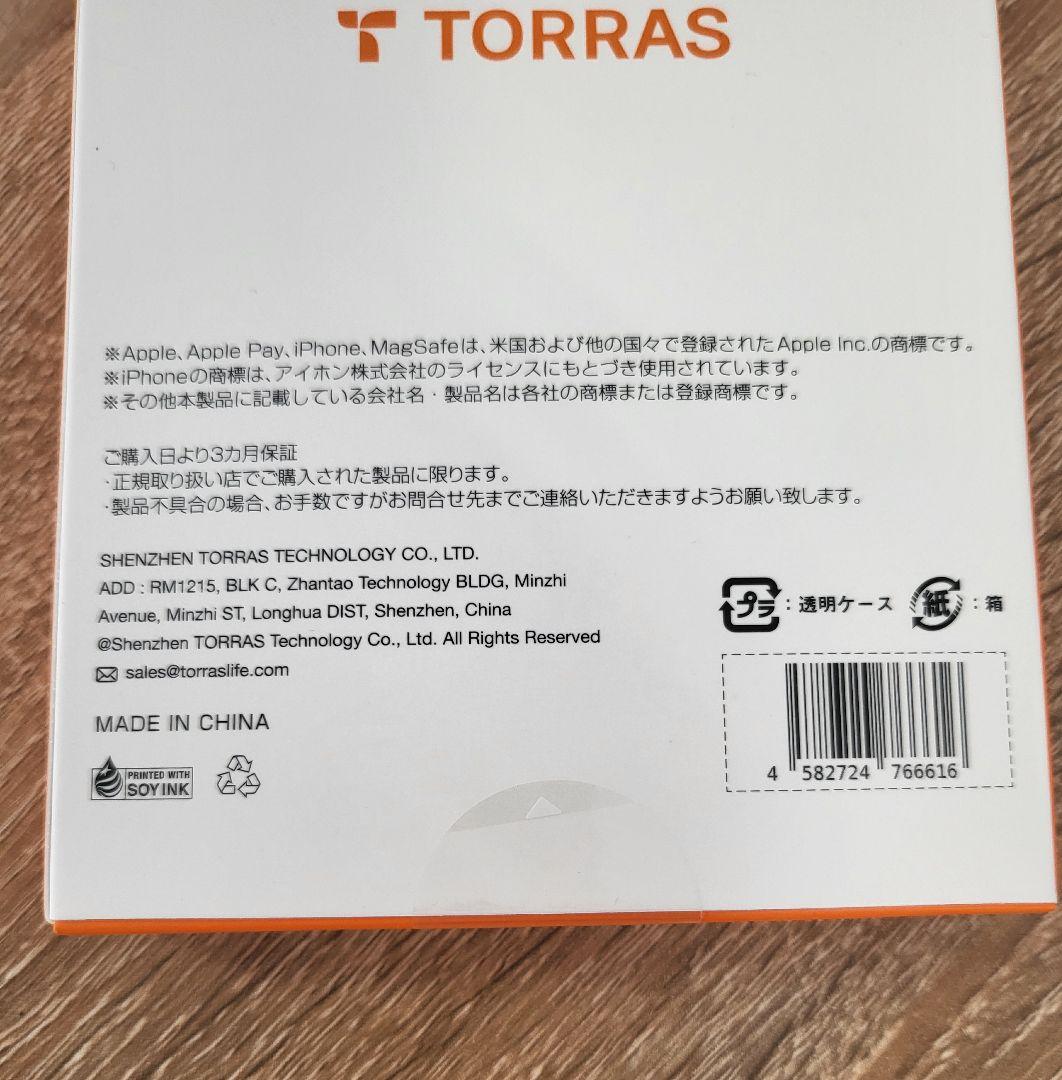 TORRAS
※Apple、Apple Pay、iPhone、MagSafeは、米国および他の国々で登録されたApple Inc.の商標です。
※iPhoneの商標は、アイホン株式会社のライセンスにもとづき使用されています。
※その他本製品に記載している会社名・製品名は各社の商標または登録商標です。
ご購入日より3カ月保証
・正規取り扱い店でご購入された製品に限ります。
・製品不具合の場合、お手数ですがお問合せ先までご連絡いただきますようお願い致します。
SHENZHEN TORRAS TECHNOLOGY CO., LTD.
ADD : RM1215, BLK C, Zhantao Technology BLDG, Minzhi
Avenue, Minzhi ST, Longhua DIST, Shenzhen, China
@Shenzhen TORRAS Technology Co., Ltd. All Rights Reserved
sales@torraslife.com
プラ : 透明ケース 紙 : 箱
MADE IN CHINA
PRINTED WITH
SOY INK
4 582724 766616